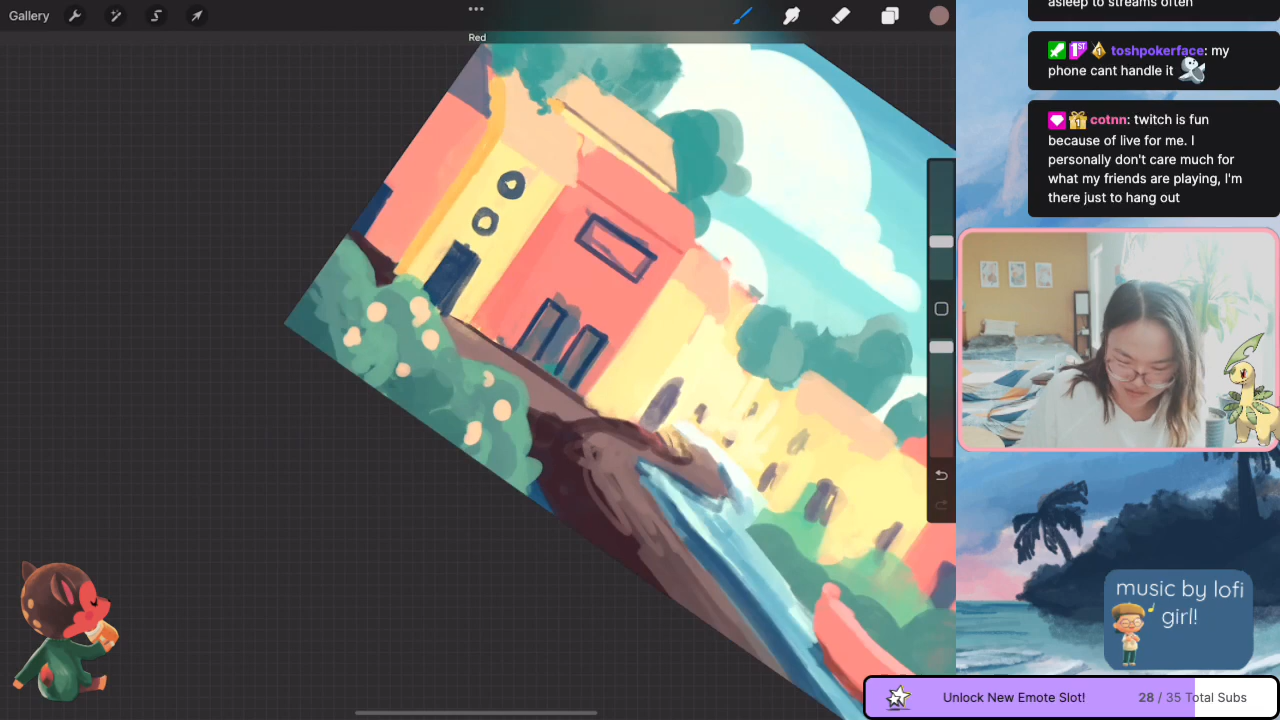 Gallery
Red
asleep to streams often
1ST toshpokerface: my
phone cant handle it
1 cotnn: twitch is fun
because of live for me. I
personally don't care much for
what my friends are playing, I'm
there just to hang out
music by lofi
girl!
Unlock New Emote Slot! 28 / 35 Total Subs